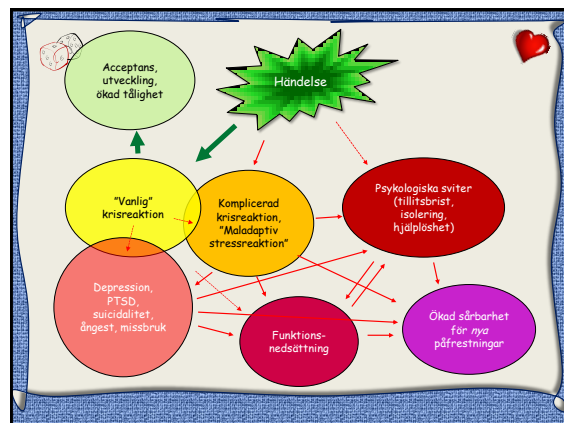 Acceptans,
utveckling,
ökad tålighet
Händelse
"Vanlig"
krisreaktion
Komplicerad
krisreaktion,
"Maladaptiv
stressreaktion"
Psykologiska sviter
(tillitsbrist,
isolering,
hjälplöshet)
Depression,
PTSD,
suicidalitet,
ångest, missbruk
Funktions-
nedsättning
Ökad sårbarhet
för nya
påfrestningar